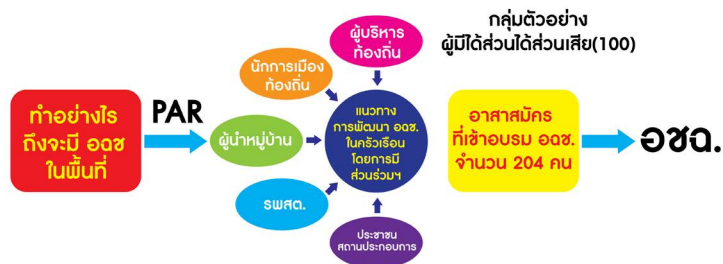 ทำอย่างไร
ถึงจะมี อฉช
ในพื้นที่
PAR
นักการเมือง
ท้องถิ่น
ผู้บริหาร
ท้องถิ่น
ผู้นำหมู่บ้าน
รพสต.
ประชาชน
สถานประกอบการ
แนวทาง
การพัฒนา อฉช.
ในครัวเรือน
โดยการมี
ส่วนร่วมฯ
กลุ่มตัวอย่าง
ผู้มีได้ส่วนได้ส่วนเสีย(100)
อาสาสมัคร
ที่เข้าอบรม อฉช.
จำนวน 204 คน
อชฉ.